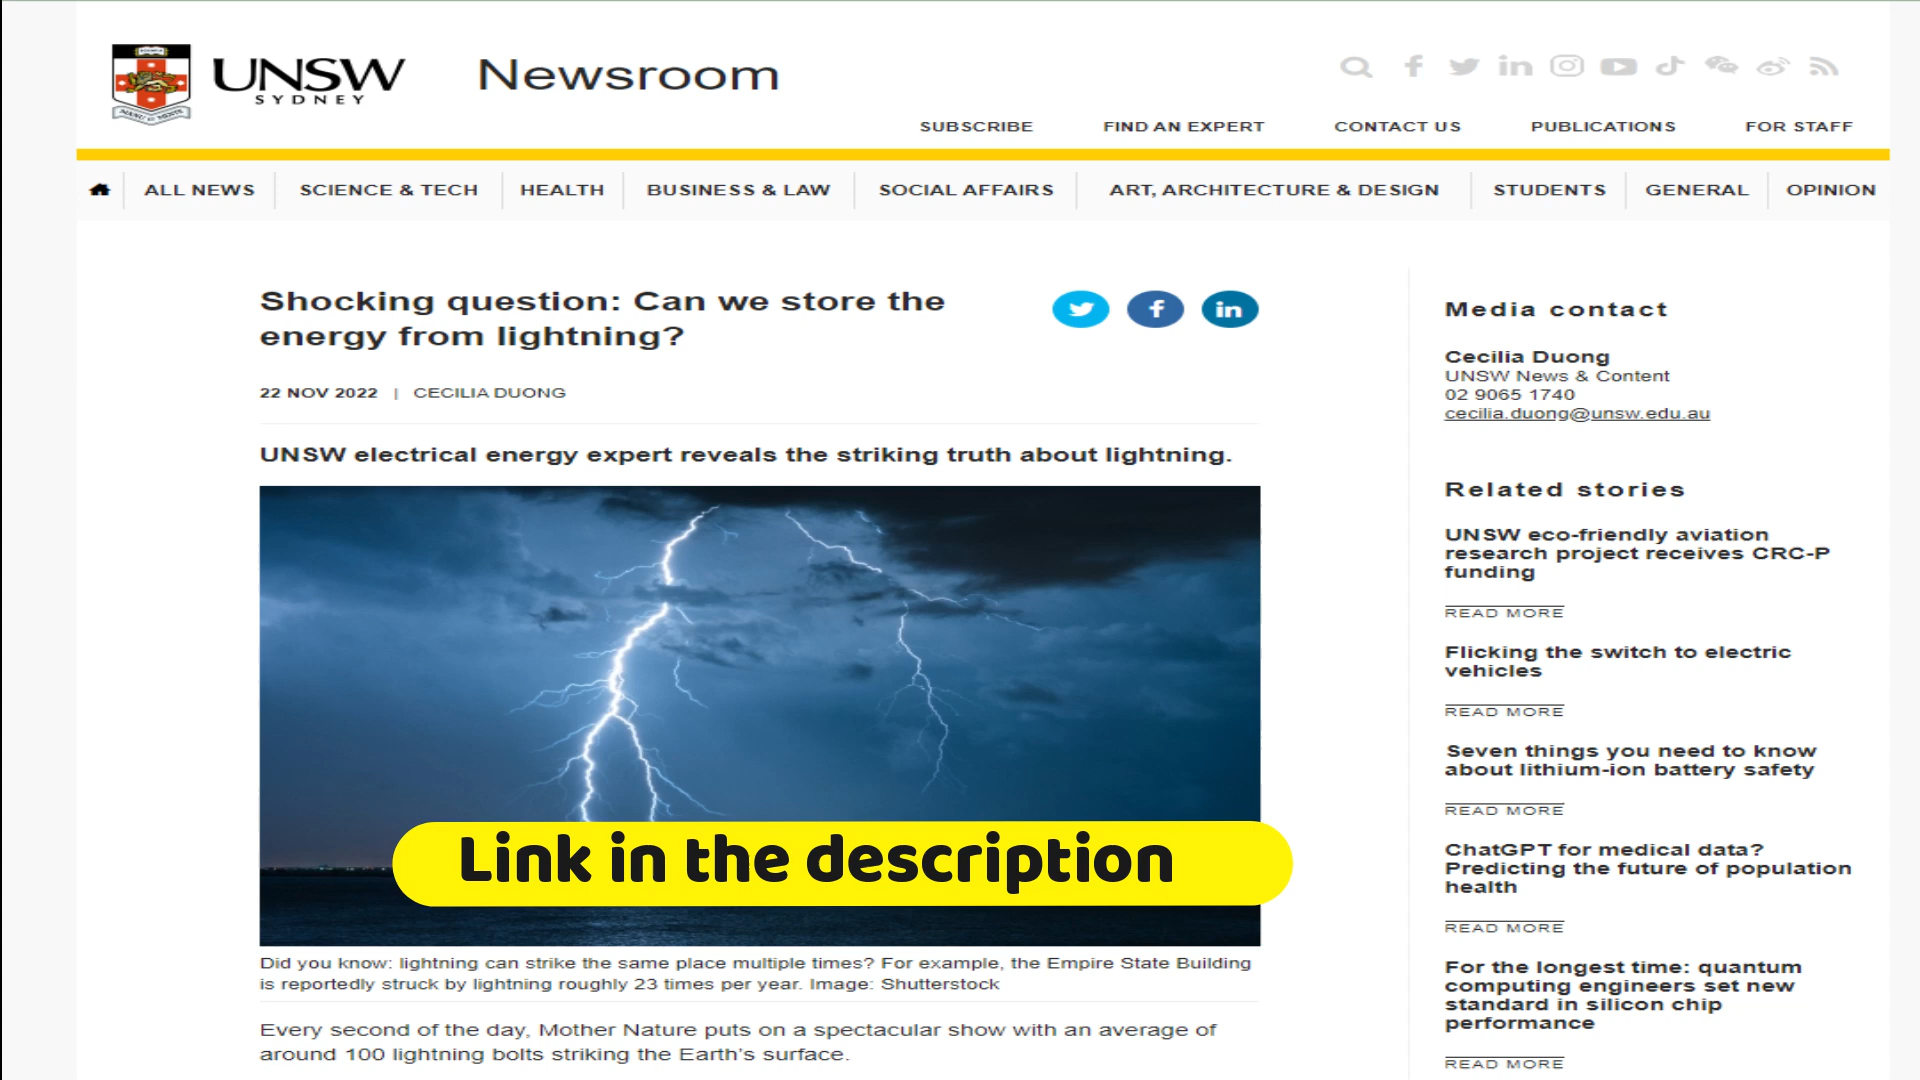 UNSW
SYDNEY
Newsroom
SUBSCRIBE
FIND AN EXPERT
CONTACT US
PUBLICATIONS
FOR STAFF
ALL NEWS
SCIENCE & TECH
HEALTH
BUSINESS & LAW
SOCIAL AFFAIRS
ART, ARCHITECTURE & DESIGN
STUDENTS
GENERAL
OPINION
Shocking question: Can we store the
energy from lightning?
22 NOV 2022 | CECILIA DUONG
UNSW electrical energy expert reveals the striking truth about lightning.
Link in the description
Did you know: lightning can strike the same place multiple times? For example, the Empire State Building
is reportedly struck by lightning roughly 23 times per year. Image: Shutterstock
Every second of the day, Mother Nature puts on a spectacular show with an average of
around 100 lightning bolts striking the Earth's surface.
Media contact
Cecilia Duong
UNSW News & Content
02 9065 1740
cecilia.duong@unsw.edu.au
Related stories
UNSW eco-friendly aviation
research project receives CRC-P
funding
READ MORE
Flicking the switch to electric
vehicles
READ MORE
Seven things you need to know
about lithium-ion battery safety
READ MORE
ChatGPT for medical data?
Predicting the future of population
health
READ MORE
For the longest time: quantum
computing engineers set new
standard in silicon chip
performance
READ MORE